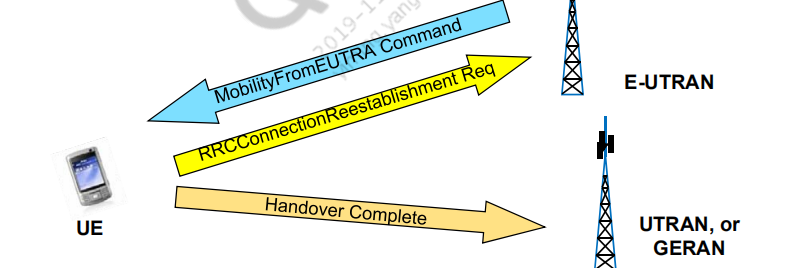 MobilityFromEUTRA Command
E-UTRAN
RRCConnectionReestablishment Req
Handover Complete
UE
UTRAN, or
GERAN